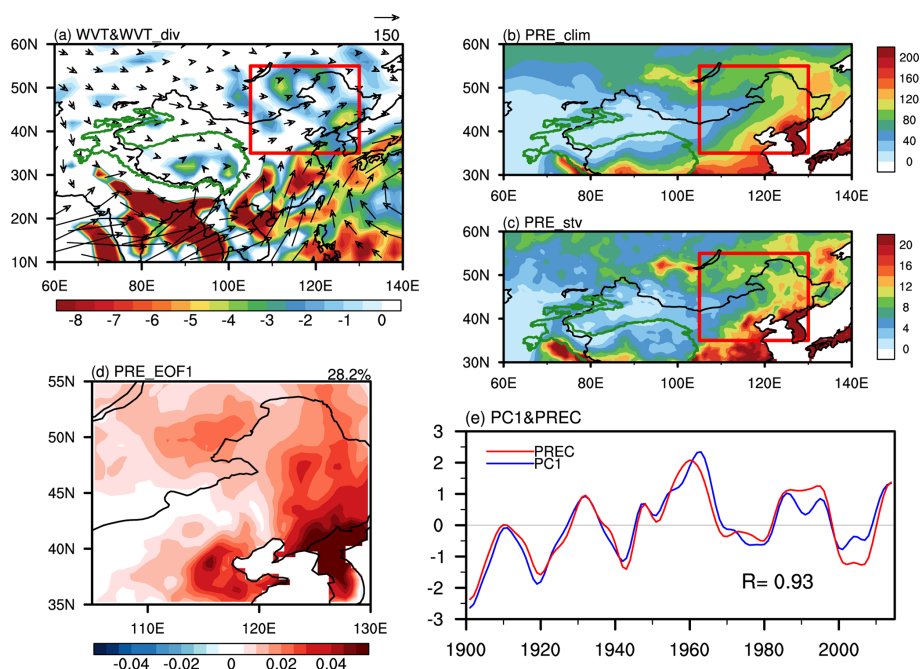 (a) WVT&WVT_div
150
60N
50N
40N
30N
20N
10N
60E 80E 100E 120E 140E
-8 -7 -6 -5 -4 -3 -2 -1 0
(b) PRE_clim
60N
50N
40N
30N
60E 80E 100E 120E 140E
200
160
120
80
40
0
(c) PRE_stv
60N
50N
40N
30N
60E 80E 100E 120E 140E
20
16
12
8
4
0
(d) PRE_EOF1
28.2%
55N
50N
45N
40N
35N
110E 120E 130E
-0.04 -0.02 0 0.02 0.04
(e) PC1&PREC
3
2
1
0
-1
-2
-3
PREC
PC1
R= 0.93
1900 1920 1940 1960 1980 2000